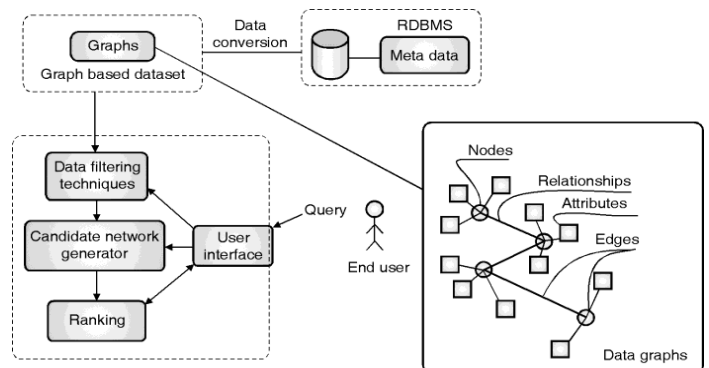 Graphs
Graph based dataset
Data
conversion
RDBMS
Meta data
Data filtering
techniques
Candidate network
generator
Ranking
User
interface
Query
End user
Nodes
Relationships
Attributes
Edges
Data graphs